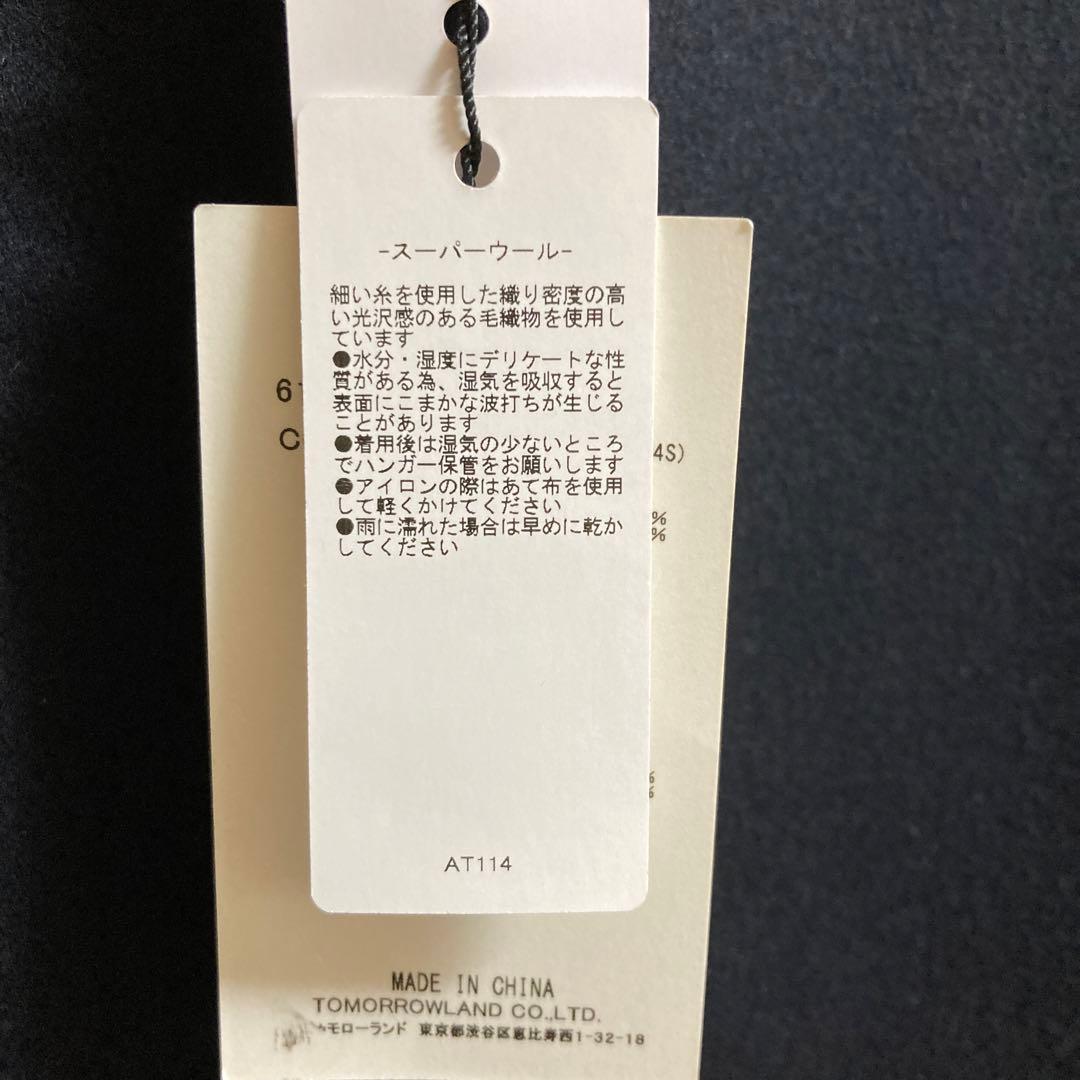 -スーパーウール-
細い糸を使用した織り密度の高
い光沢感のある毛織物を使用し
ています
●水分・湿度にデリケートな性
質がある為、湿気を吸収すると
表面にこまかな波打ちが生じる
ことがあります
●着用後は湿気の少ないところ
でハンガー保管をお願いします
●アイロンの際はあて布を使用
して軽くかけてください
●雨に濡れた場合は早めに乾か
してください
AT114
6
C
4S)
%
%
%
%
MADE IN CHINA
TOMORROWLAND CO.,LTD.
モローランド 東京都渋谷区恵比寿西1-32-18